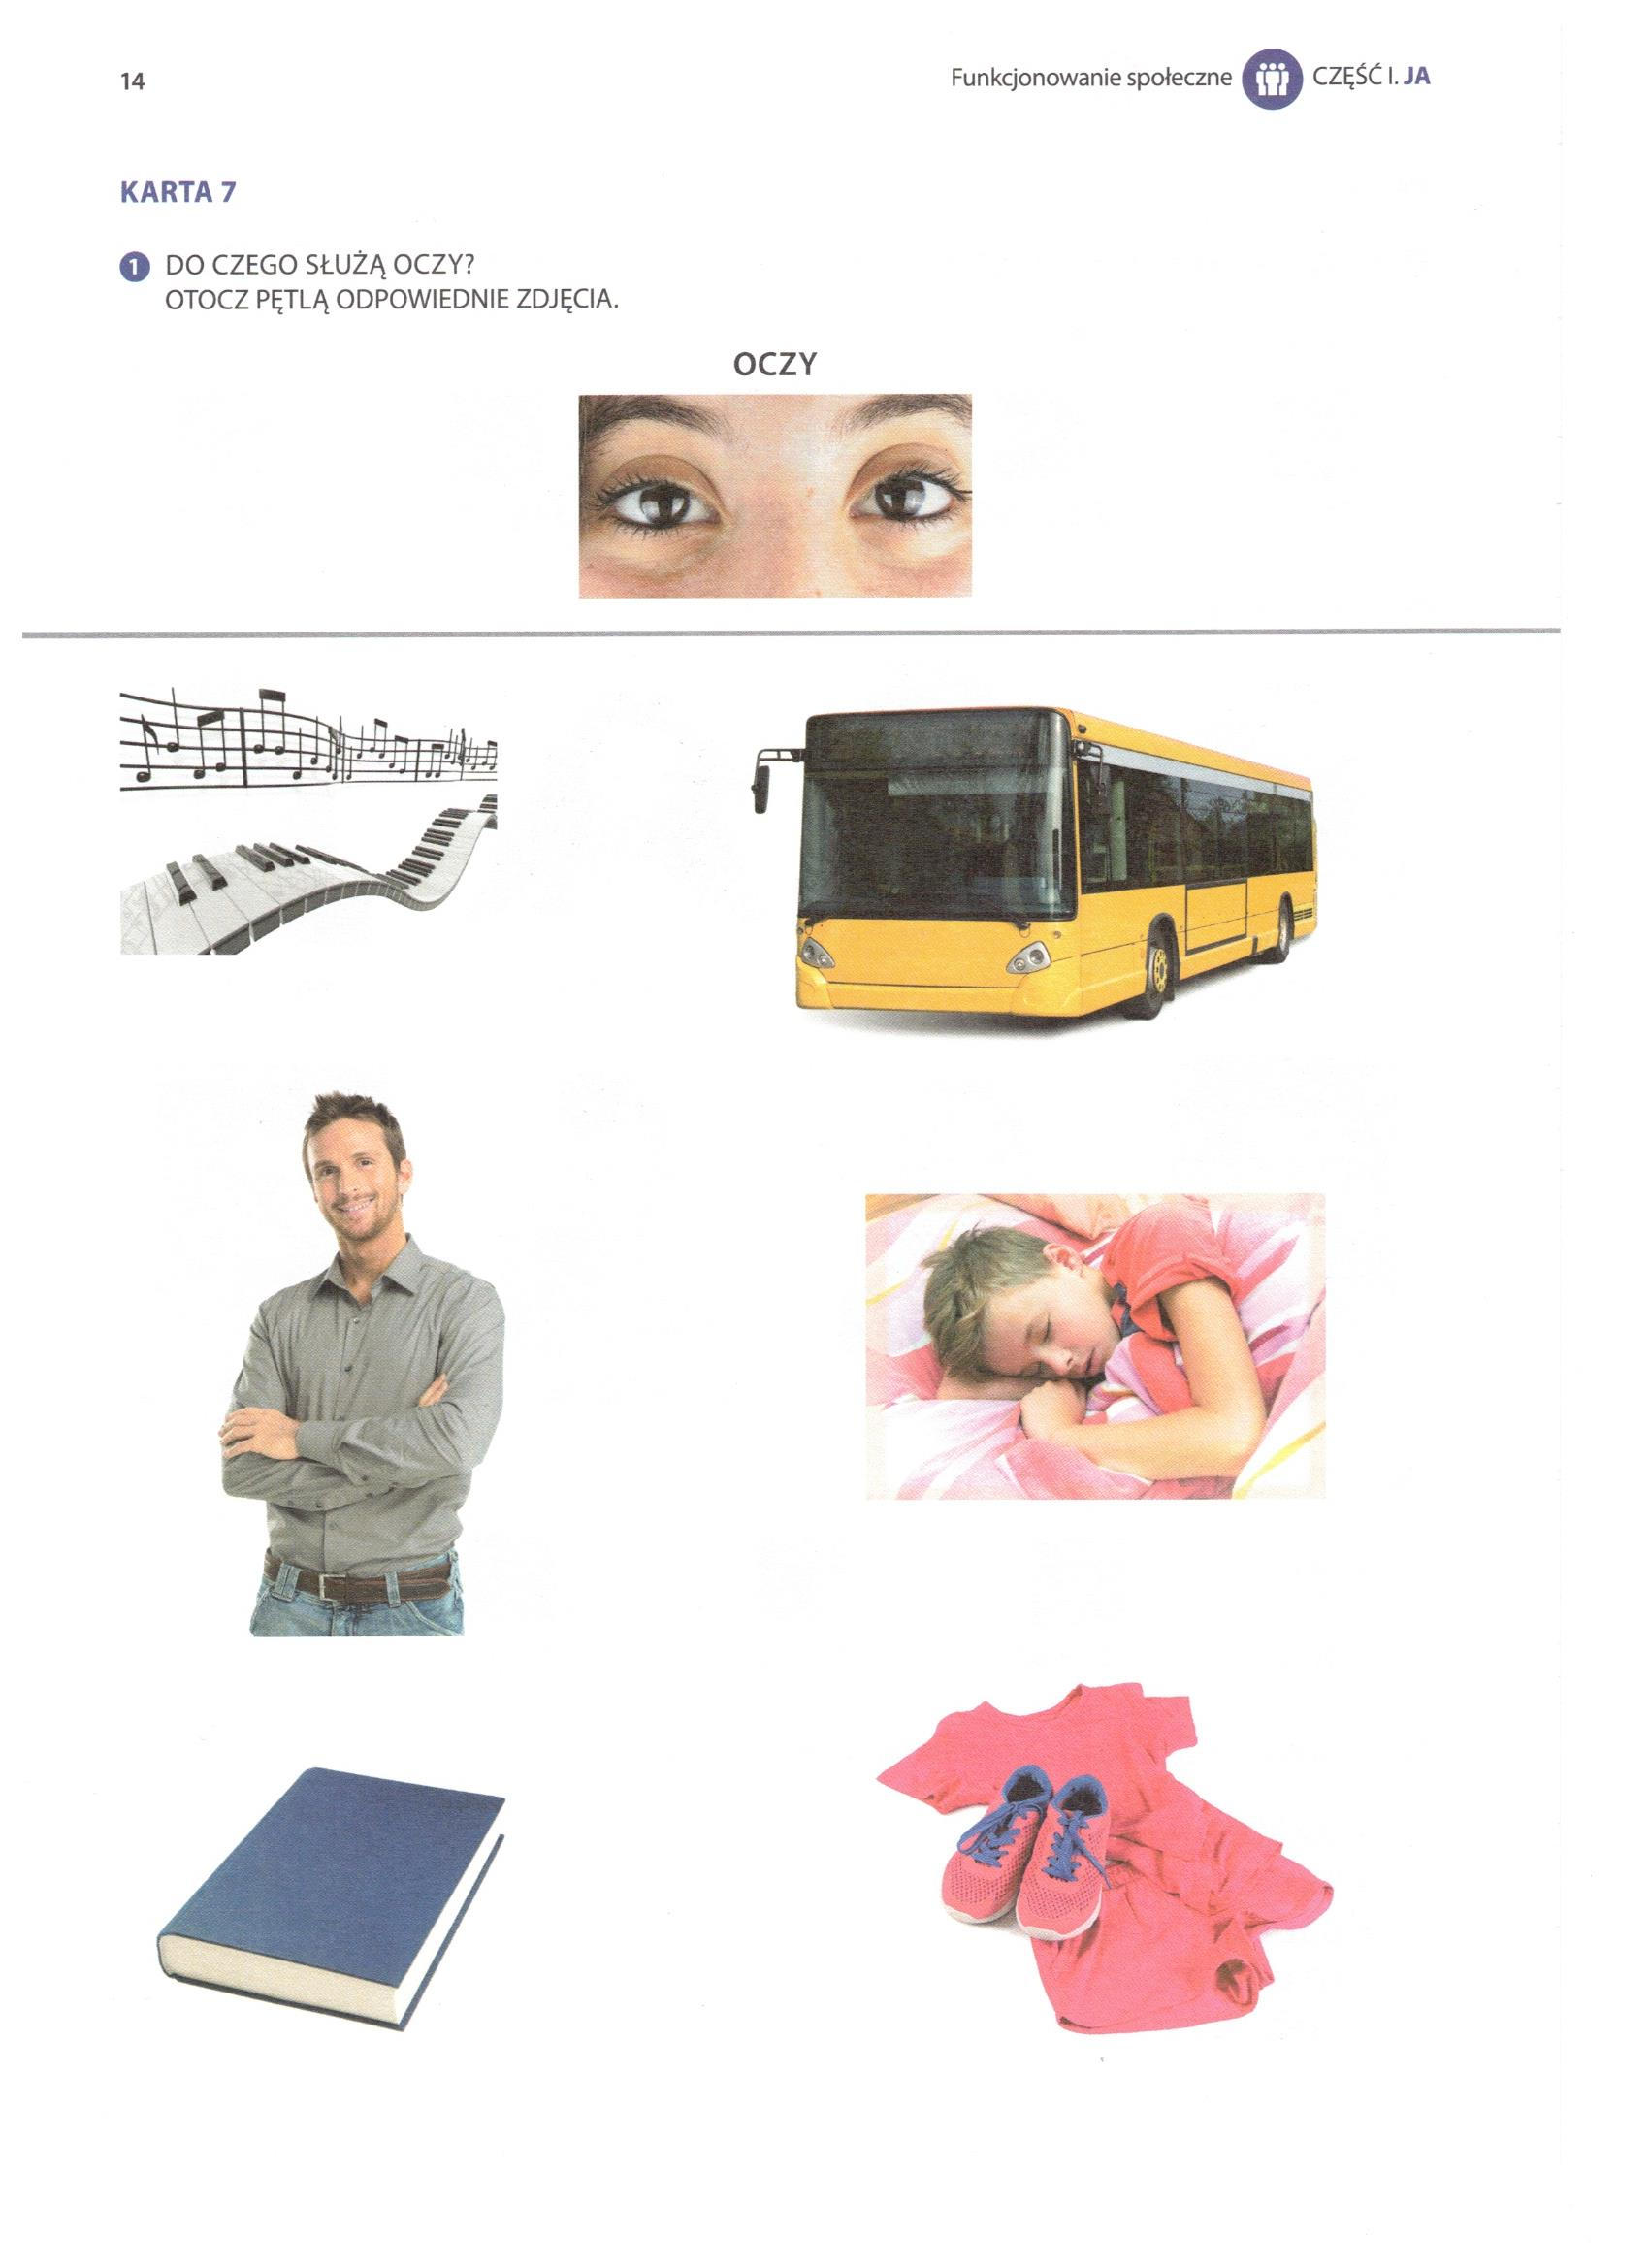 14
Funkcjonowanie społeczne CZĘŚĆ I. JA
KARTA 7
1 DO CZEGO SŁUŻĄ OCZY?
OTOCZ PĘTLĄ ODPOWIEDNIE ZDJĘCIA.
OCZY